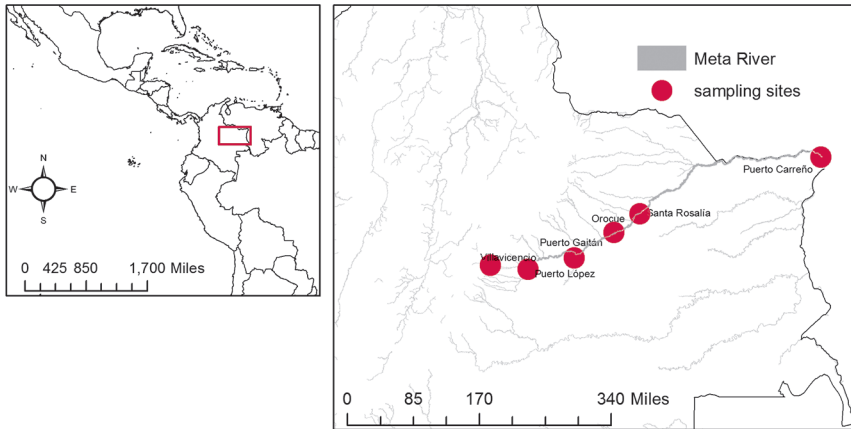 N
W E
S
0 425 850 1,700 Miles
Meta River
sampling sites
Puerto Carreño
Santa Rosalía
Orocue
Puerto Gaitán
Villavicencio
Puerto López
0 85 170 340 Miles